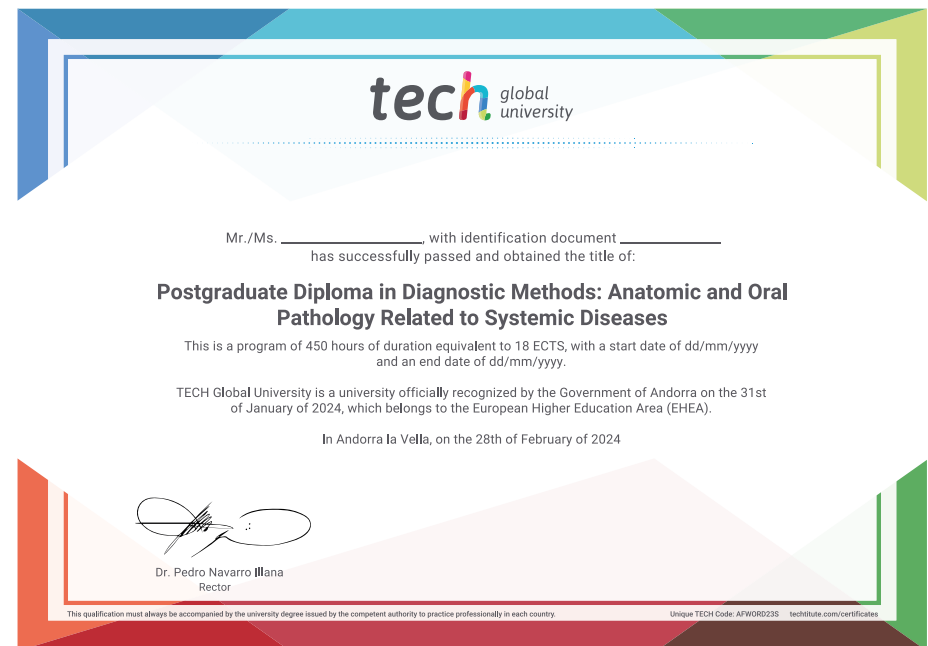 tech global
university
Mr./Ms. ____________________, with identification document ______________
has successfully passed and obtained the title of:
Postgraduate Diploma in Diagnostic Methods: Anatomic and Oral
Pathology Related to Systemic Diseases
This is a program of 450 hours of duration equivalent to 18 ECTS, with a start date of dd/mm/yyyy
and an end date of dd/mm/yyyy.
TECH Global University is a university officially recognized by the Government of Andorra on the 31st
of January of 2024, which belongs to the European Higher Education Area (EHEA).
In Andorra la Vella, on the 28th of February of 2024
Dr. Pedro Navarro Illana
Rector
This qualification must always be accompanied by the university degree issued by the competent authority to practice professionally in each country.
Unique TECH Code: AFWORD23S techtitute.com/certificates